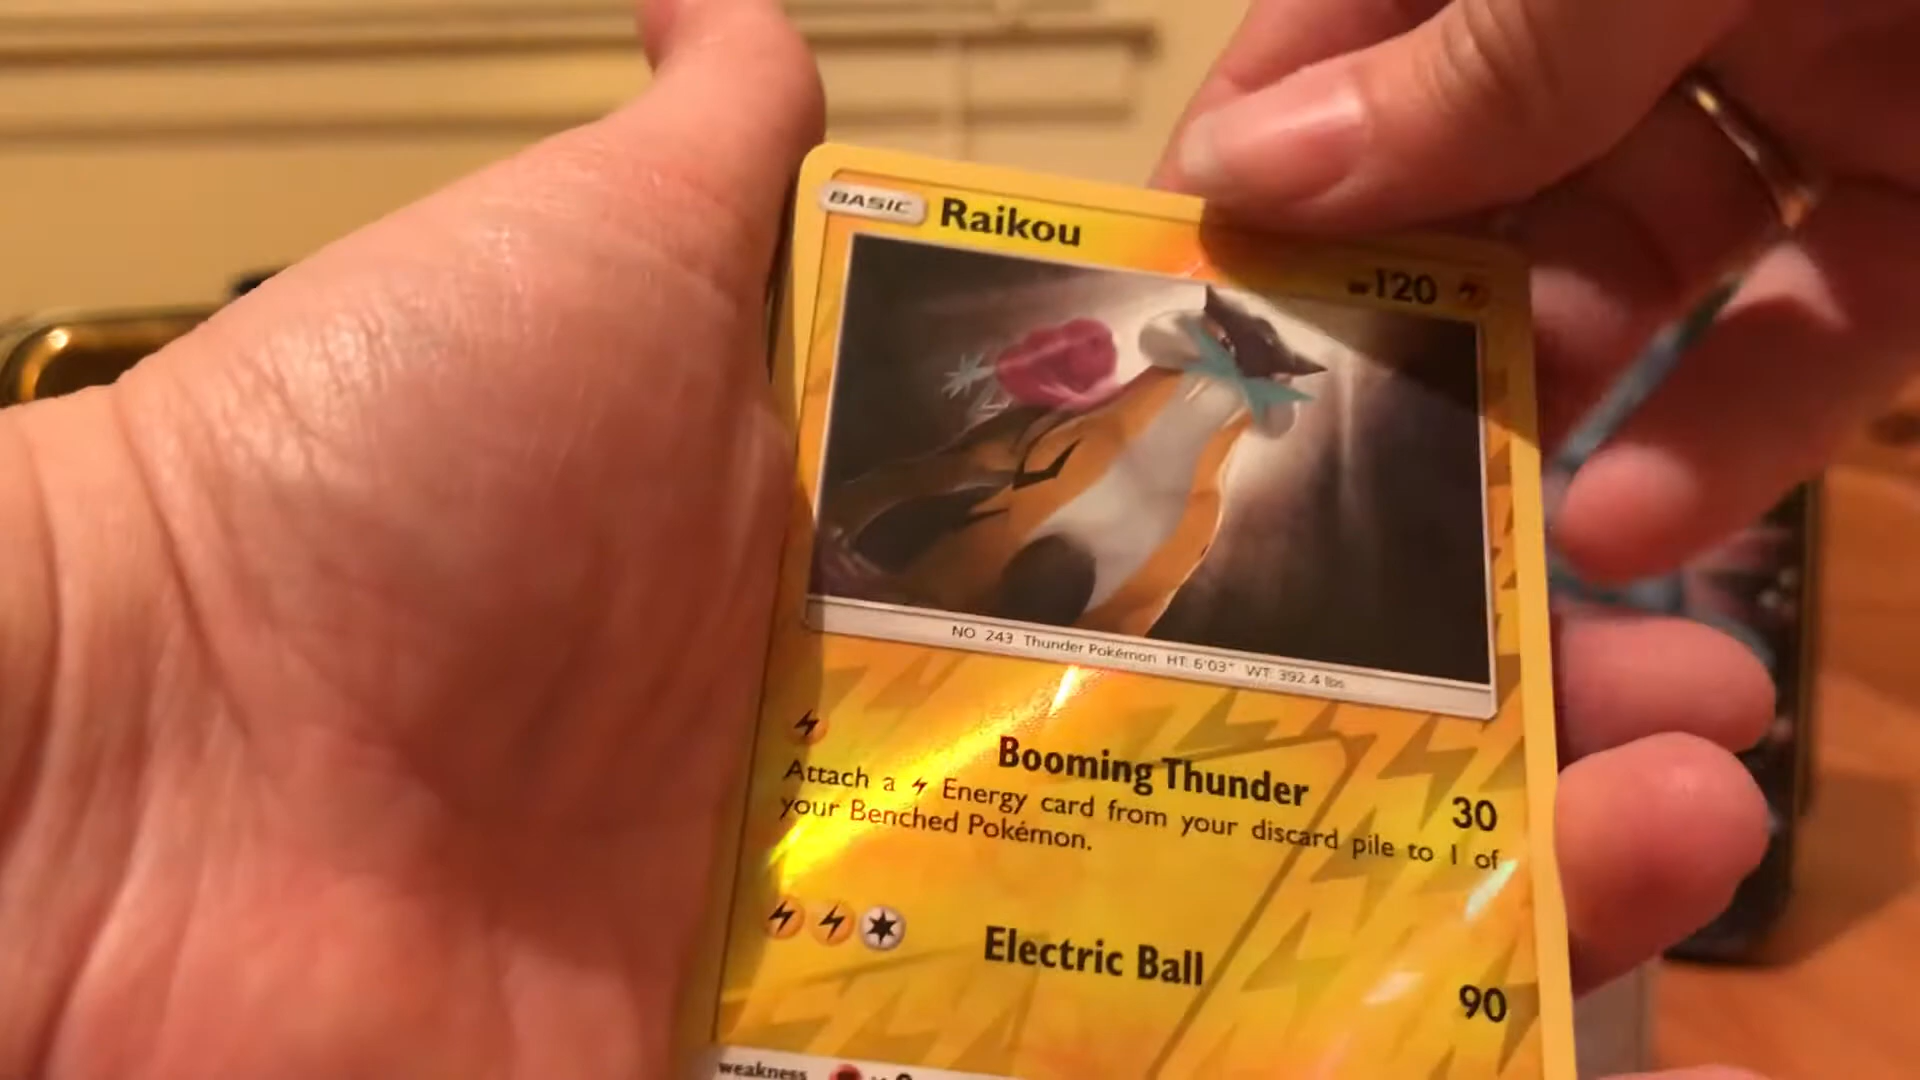 BASIC Raikou
HP 120
NO. 243 Thunder Pokémon HT: 6'03" WT: 392.4 lbs
Booming Thunder 30
Attach a Energy card from your discard pile to 1 of
your Benched Pokémon.
Electric Ball 90
weakness